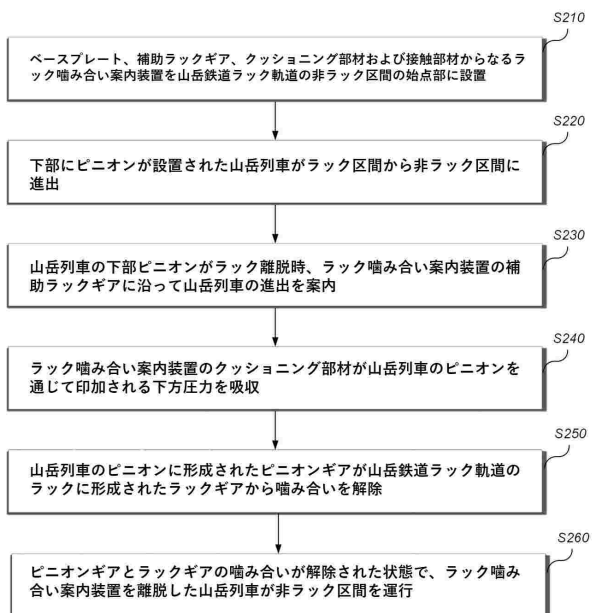 S210
ベースプレート、補助ラックギア、クッショニング部材および接触部材からなるラ
ック噛み合い案内装置を山岳鉄道ラック軌道の非ラック区間の始点部に設置
S220
下部にピニオンが設置された山岳列車がラック区間から非ラック区間に
進出
S230
山岳列車の下部ピニオンがラック離脱時、ラック噛み合い案内装置の補
助ラックギアに沿って山岳列車の進出を案内
S240
ラック噛み合い案内装置のクッショニング部材が山岳列車のピニオンを
通じて印加される下方圧力を吸収
S250
山岳列車のピニオンに形成されたピニオンギアが山岳鉄道ラック軌道の
ラックに形成されたラックギアから噛み合いを解除
S260
ピニオンギアとラックギアの噛み合いが解除された状態で、ラック噛み
合い案内装置を離脱した山岳列車が非ラック区間を運行